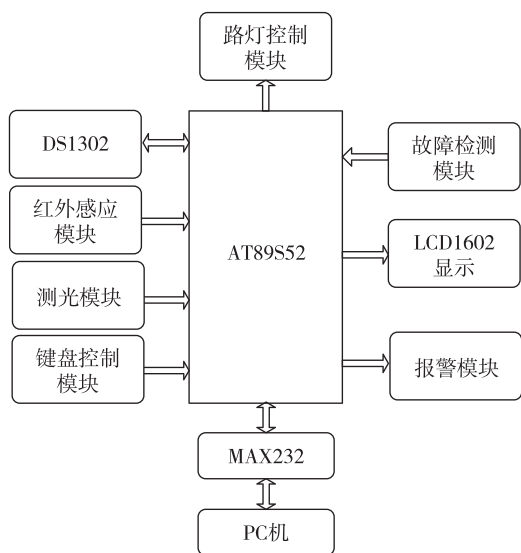 路灯控制
模块
DS1302
红外感应
模块
测光模块
键盘控制
模块
AT89S52
故障检测
模块
LCD1602
显示
报警模块
MAX232
PC机